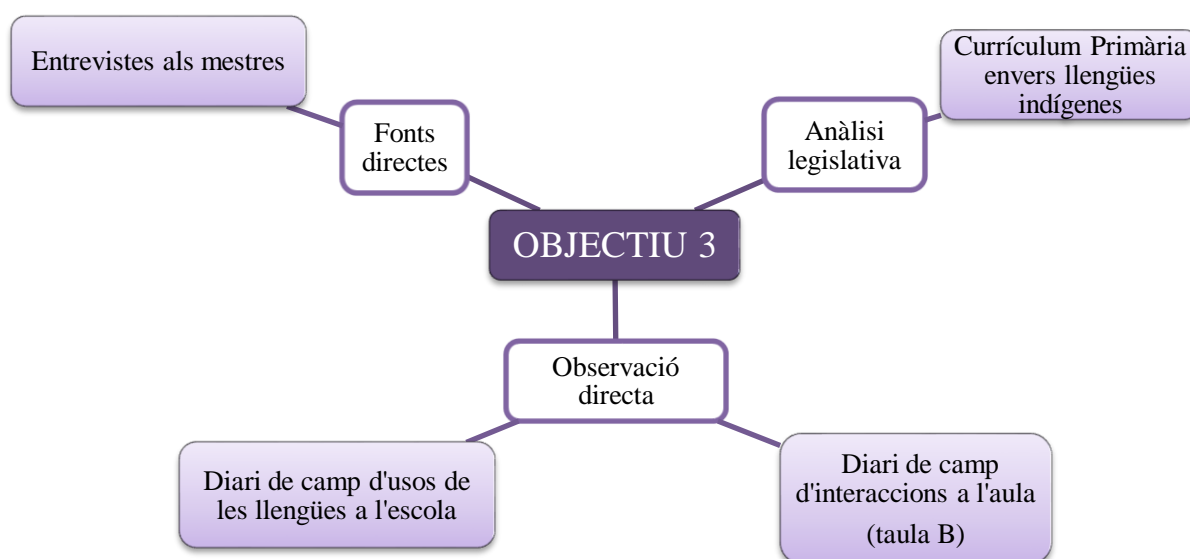 Entrevistes als mestres
Currículum Primària
envers llengües
indígenes
Fonts
directes
Anàlisi
legislativa
OBJECTIU 3
Observació
directa
Diari de camp d'usos de
les llengües a l'escola
Diari de camp
d'interaccions a l'aula
(taula B)